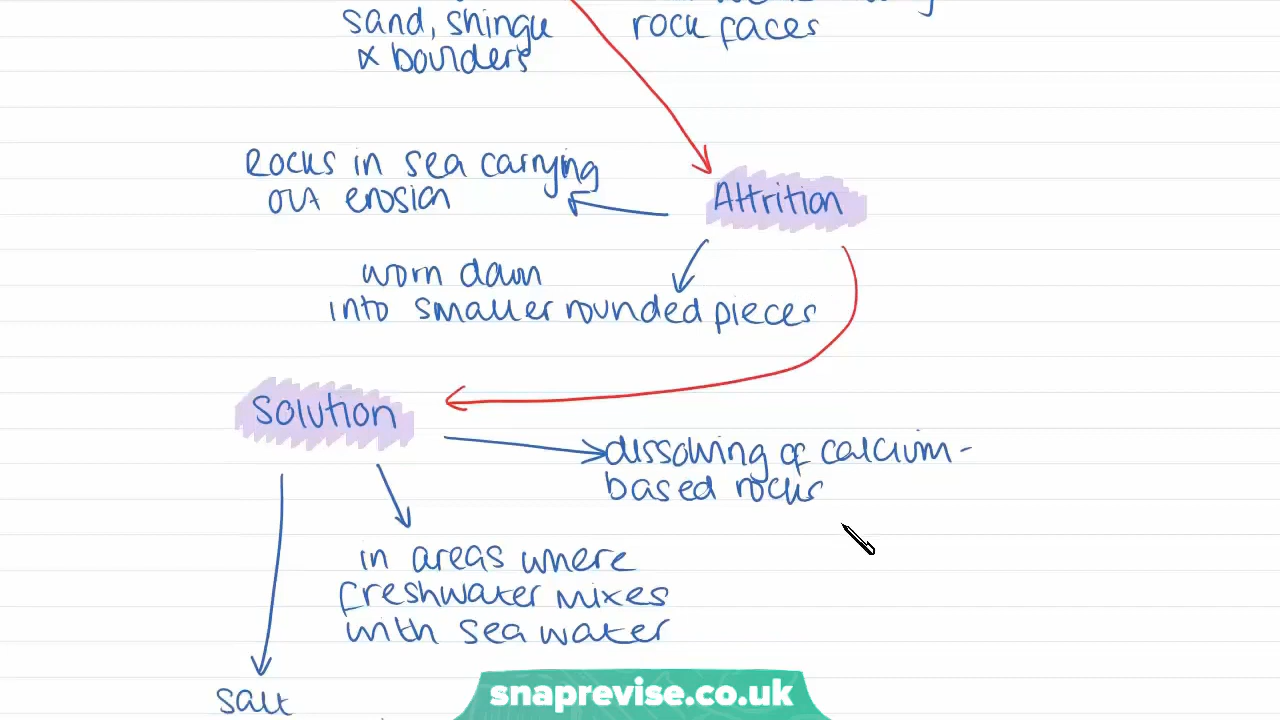 sand, shingle
& boulders
rock faces
Attrition
Rocks in sea carrying
out erosion
worn down
into smaller rounded pieces
Solution
dissolving of calcium-
based rocks
in areas where
freshwater mixes
with sea water
salt
snaprevise.co.uk